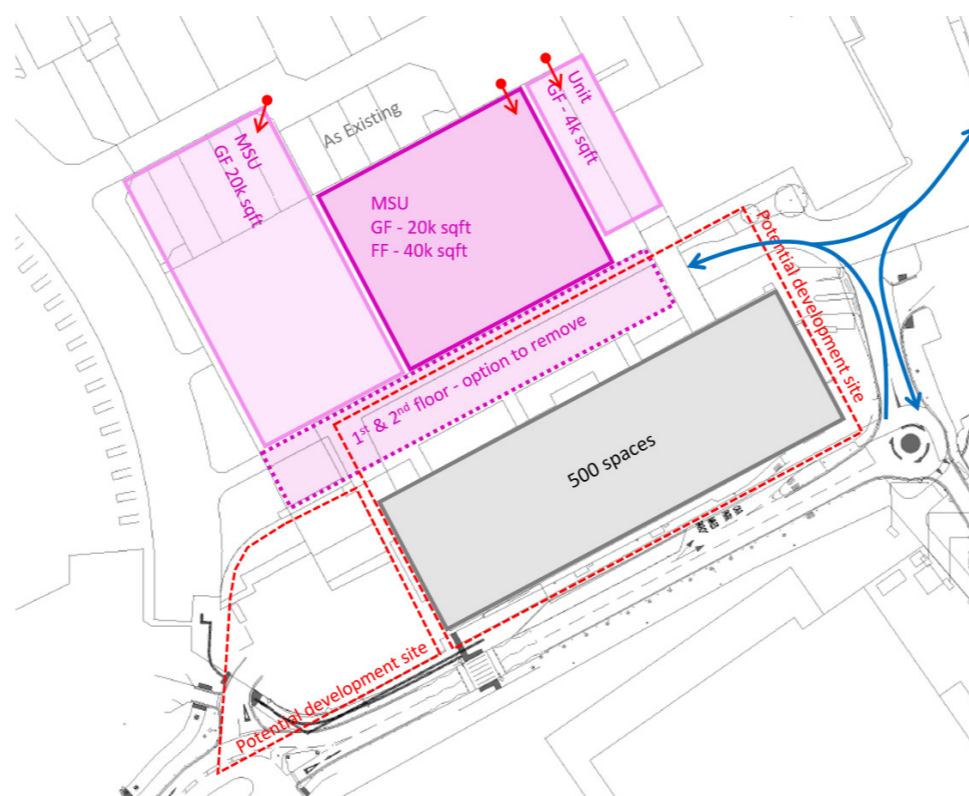 Unit
GF - 4k sqft
As Existing
MSU
GF 20k sqft
MSU
GF - 20k sqft
FF - 40k sqft
Potential development site
1st & 2nd floor - option to remove
500 spaces
Potential development site